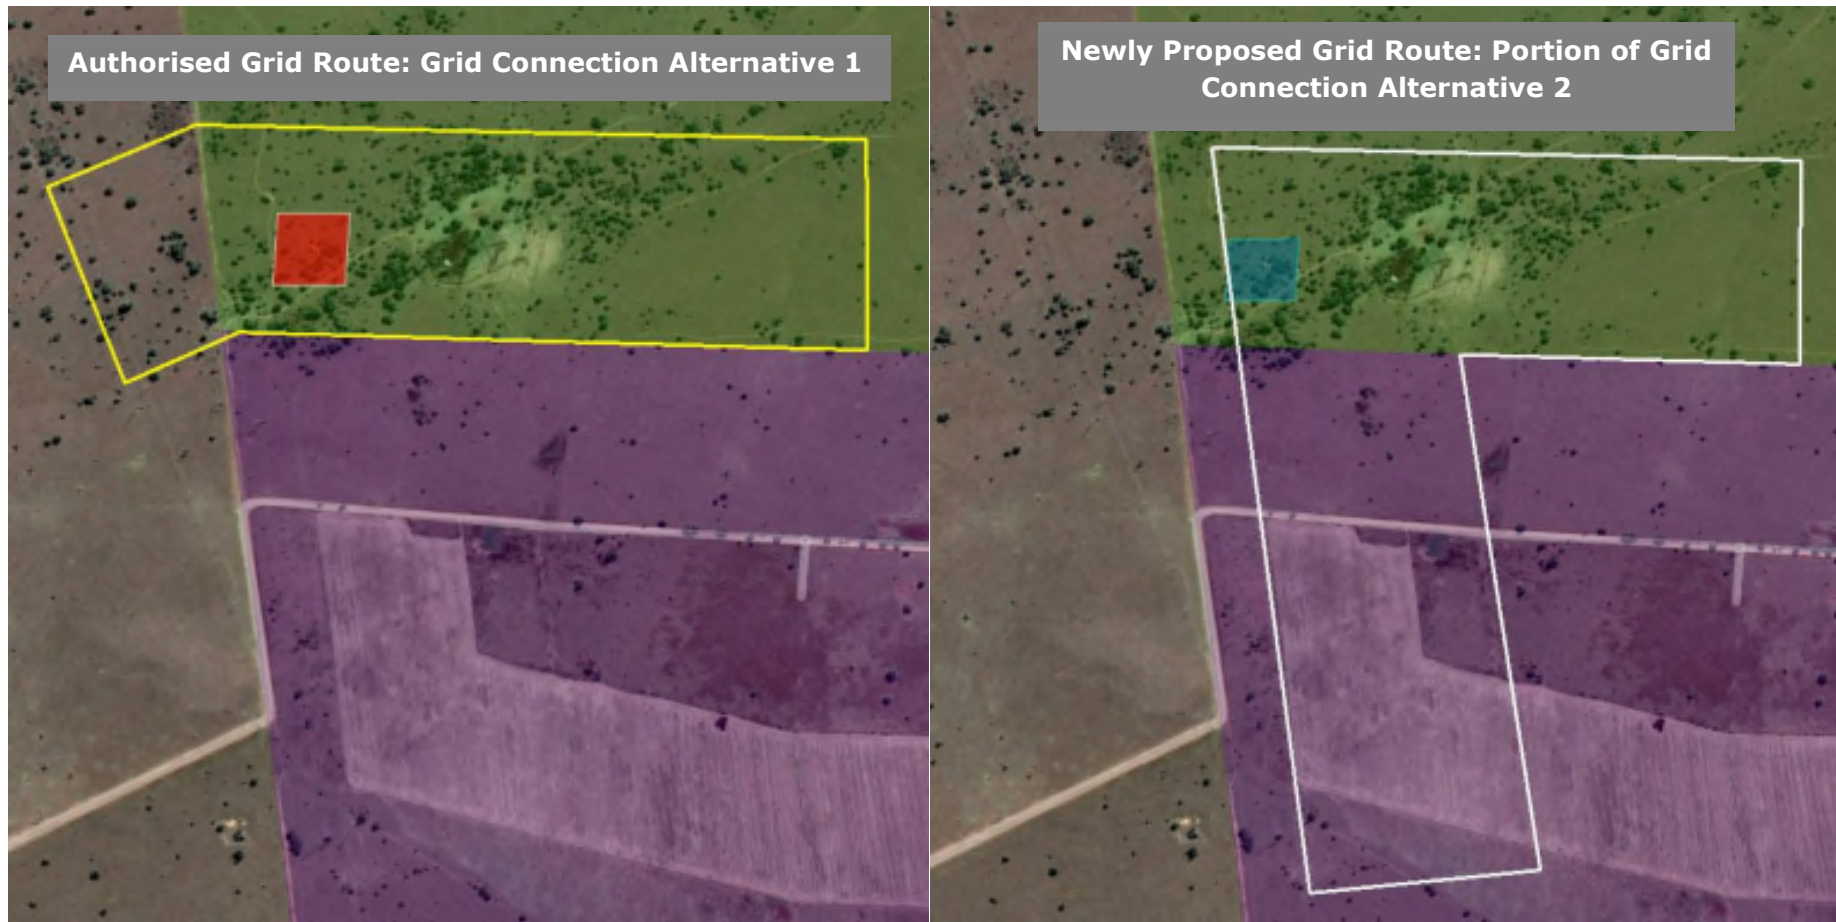 Authorised Grid Route: Grid Connection Alternative 1
Newly Proposed Grid Route: Portion of Grid
Connection Alternative 2